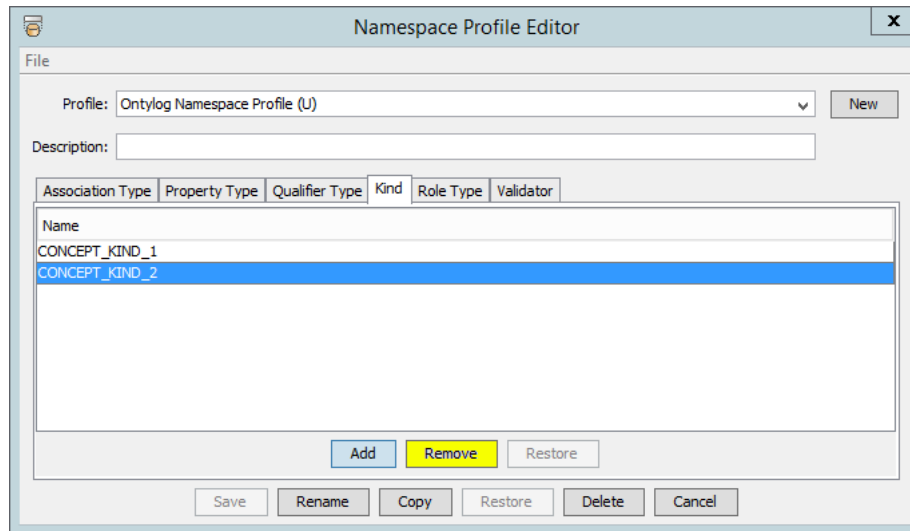 Namespace Profile Editor x
File
Profile: Ontylog Namespace Profile (U) New
Description:
Association Type Property Type Qualifier Type Kind Role Type Validator
Name
CONCEPT_KIND_1
CONCEPT_KIND_2
Add Remove Restore
Save Rename Copy Restore Delete Cancel